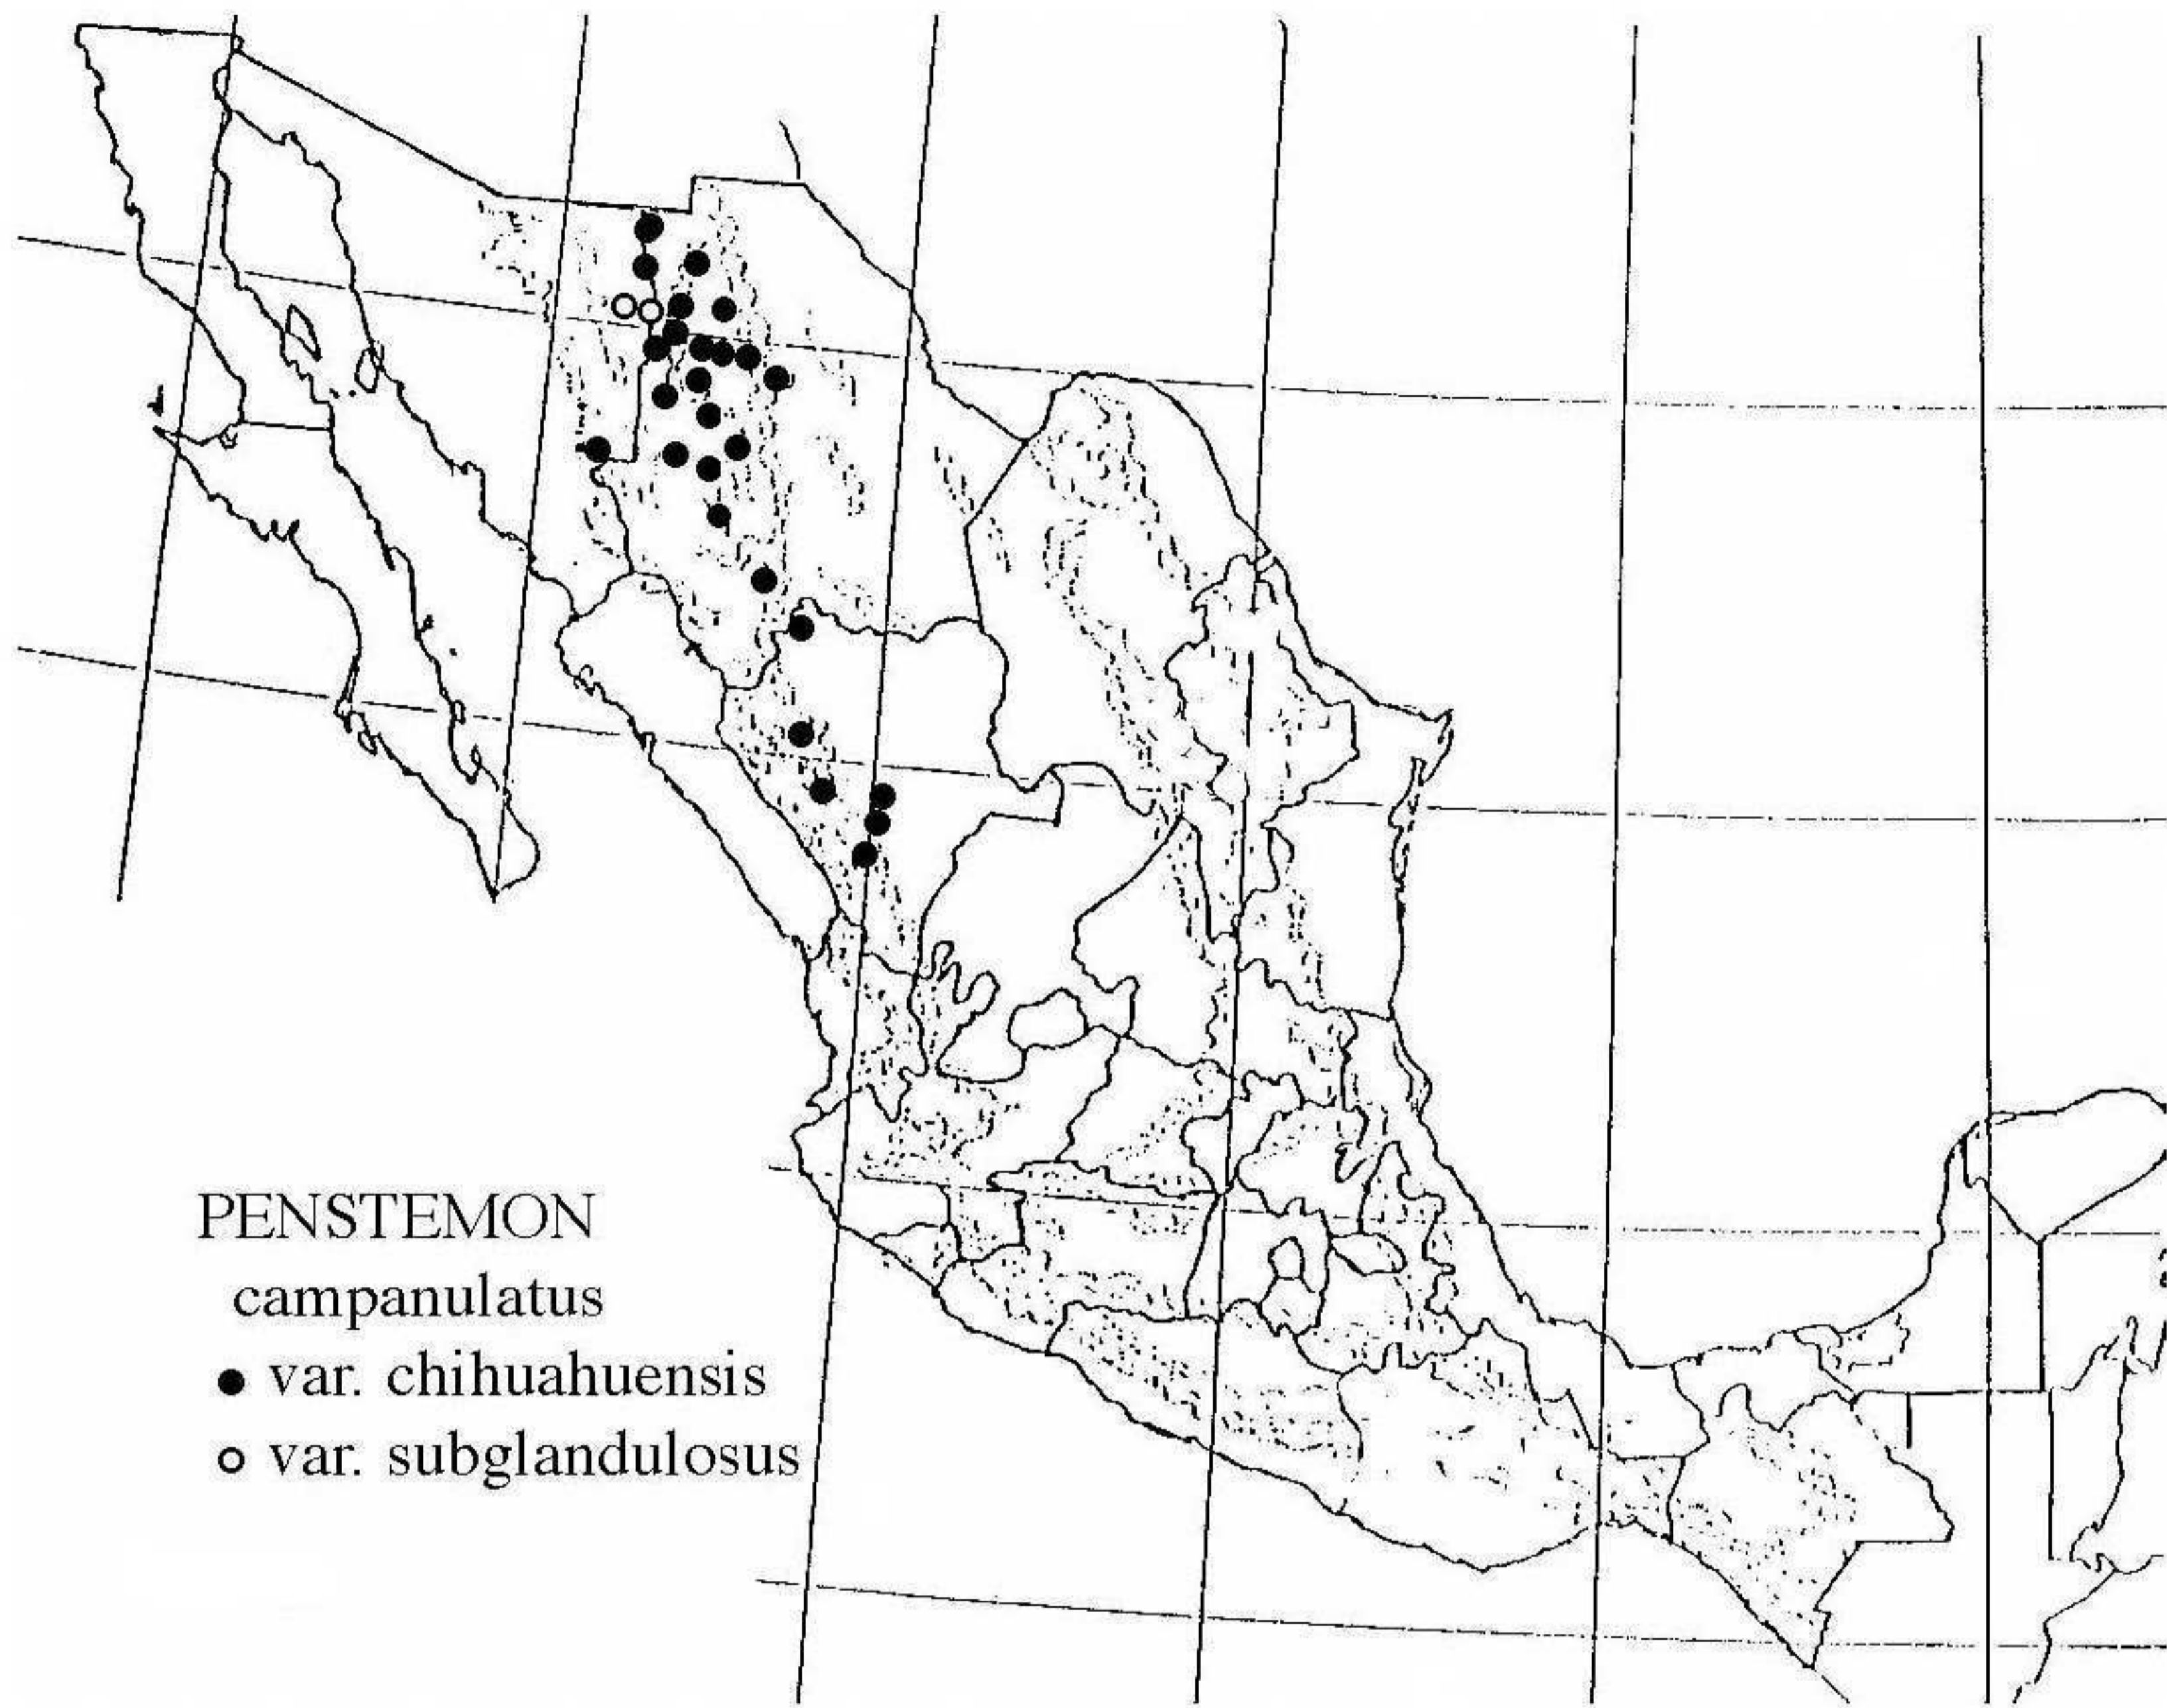 PENSTEMON
campanulatus
● var. chihuahuensis
○ var. subglandulosus